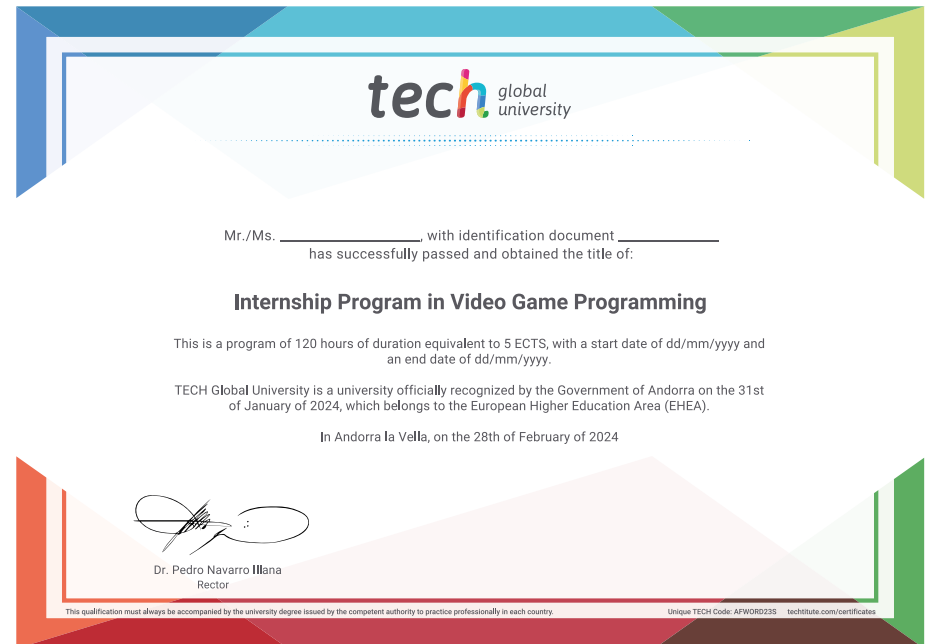 tech global
university
Mr./Ms. ____________, with identification document ____________
has successfully passed and obtained the title of:
Internship Program in Video Game Programming
This is a program of 120 hours of duration equivalent to 5 ECTS, with a start date of dd/mm/yyyy and
an end date of dd/mm/yyyy.
TECH Global University is a university officially recognized by the Government of Andorra on the 31st
of January of 2024, which belongs to the European Higher Education Area (EHEA).
In Andorra la Vella, on the 28th of February of 2024
Dr. Pedro Navarro Illana
Rector
This qualification must always be accompanied by the university degree issued by the competent authority to practice professionally in each country. Unique TECH Code: AFWORD23S techtitute.com/certificates